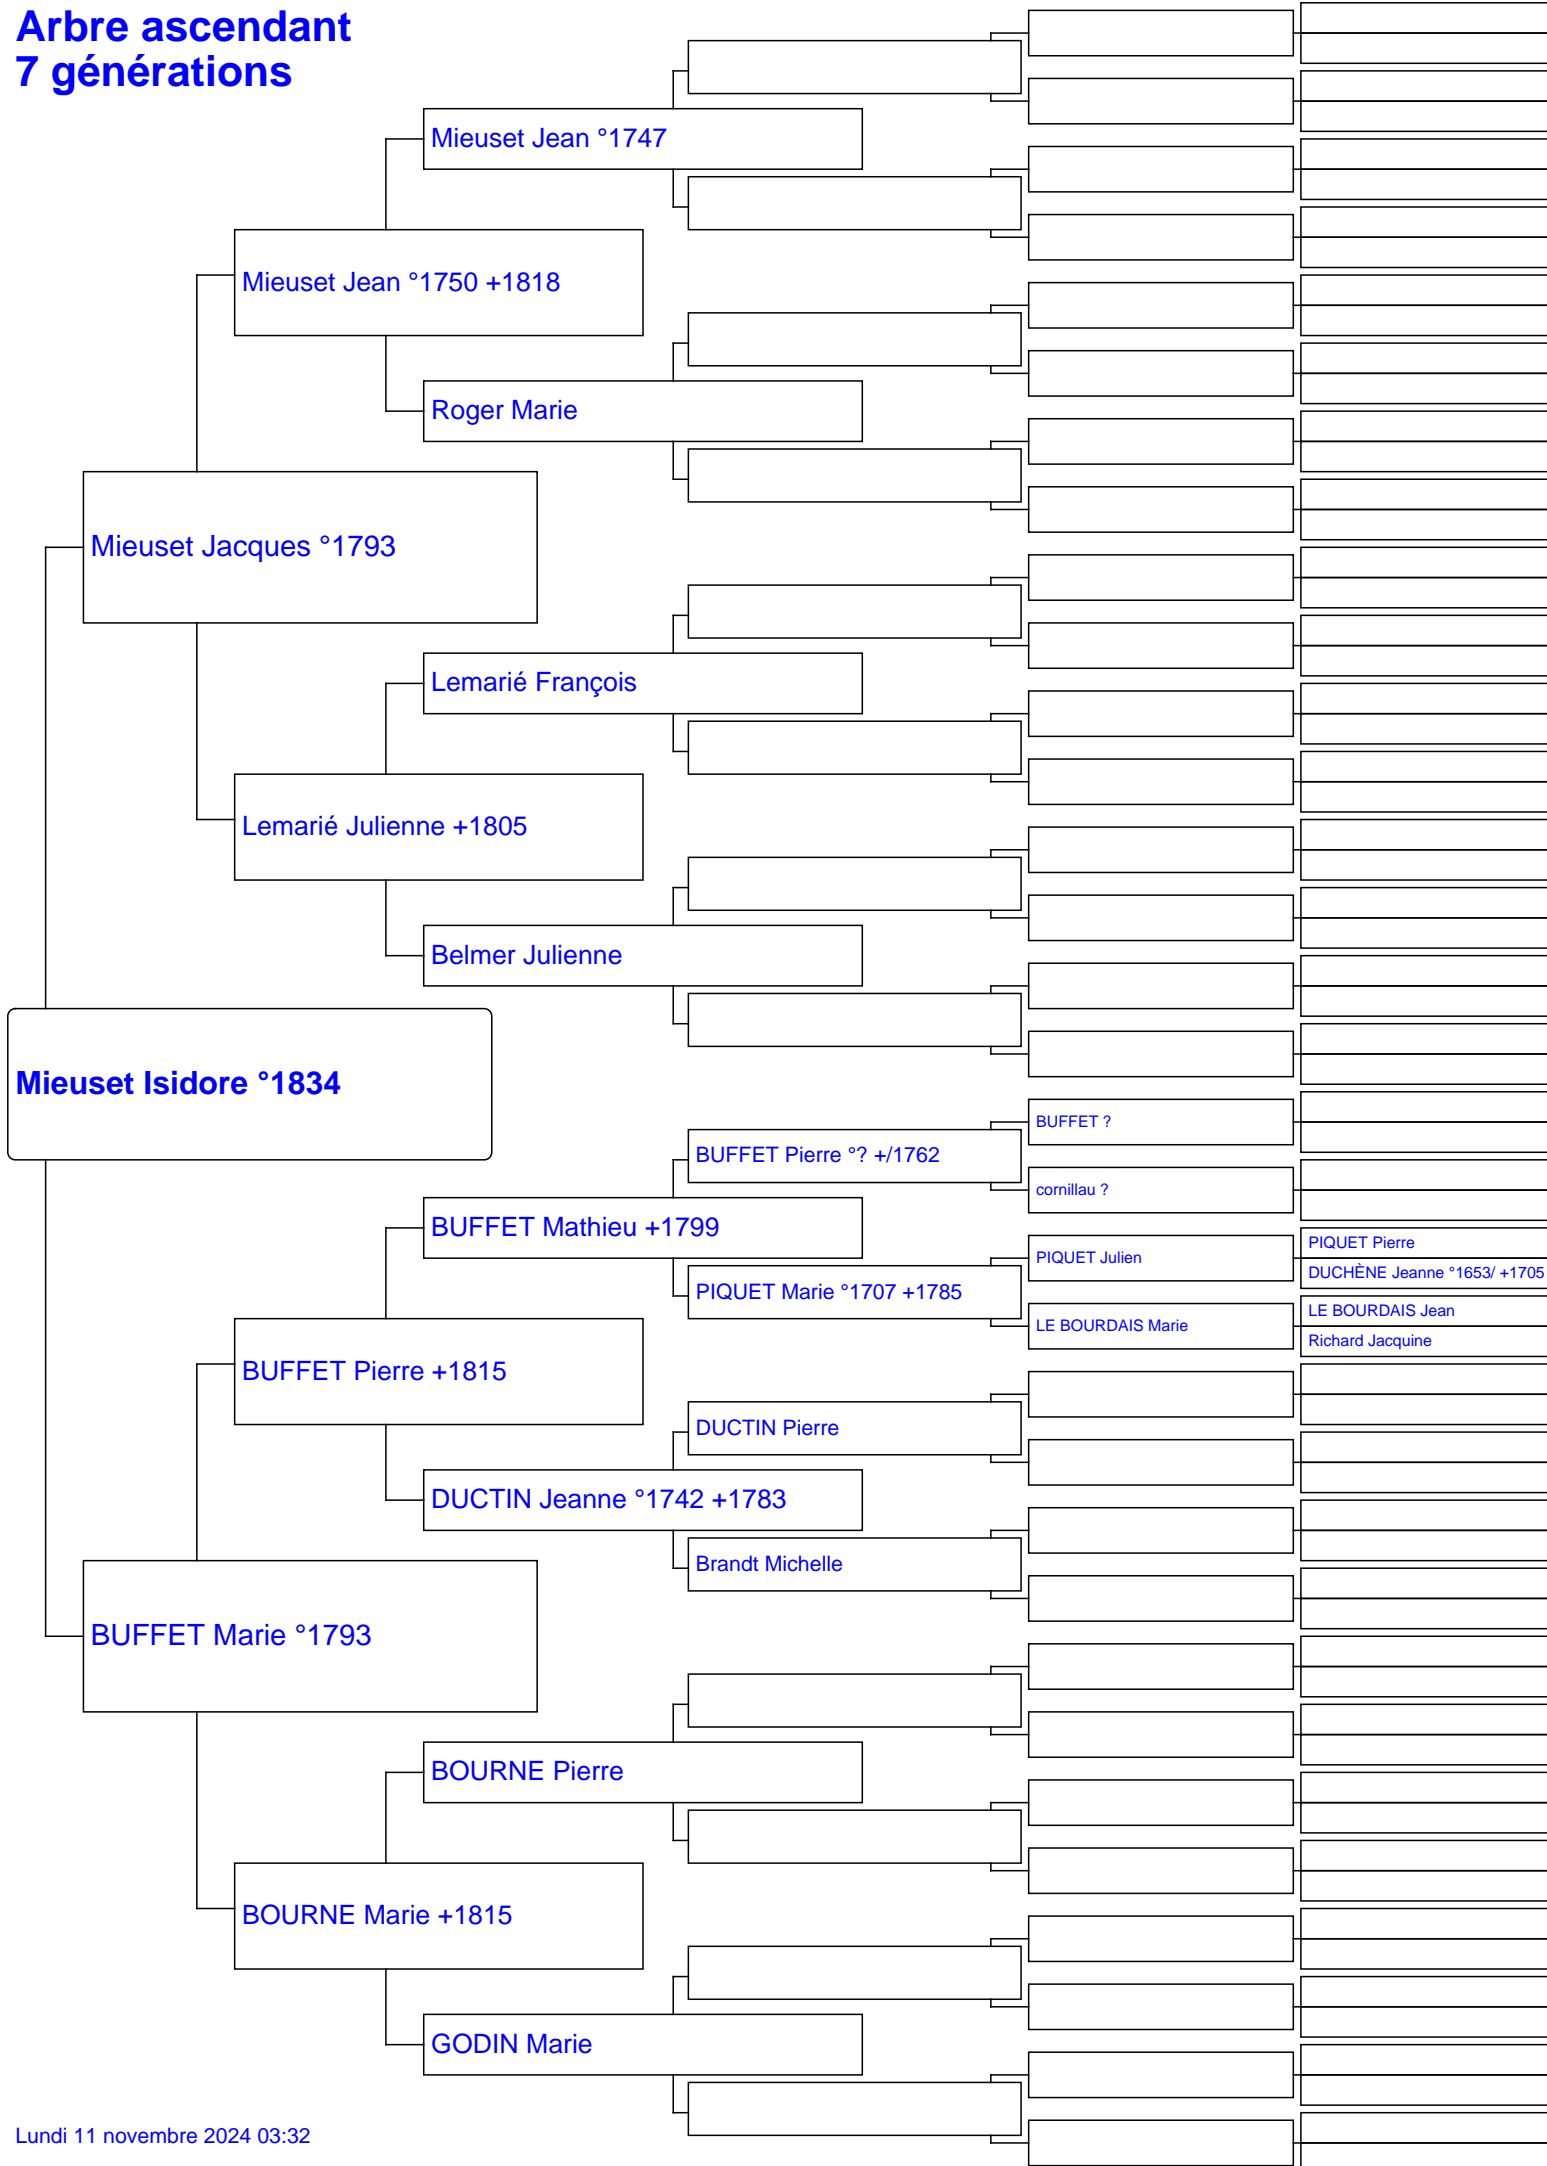 Arbre ascendant
7 générations
Mieuset Jean °1747
Mieuset Jean °1750 +1818
Roger Marie
Mieuset Jacques °1793
Lemarié François
Lemarié Julienne +1805
Belmer Julienne
Mieuset Isidore °1834
BUFFET ?
BUFFET Pierre °? +/1762
cornillau ?
BUFFET Mathieu +1799
PIQUET Pierre
PIQUET Julien
DUCHÈNE Jeanne °1653/ +1705
PIQUET Marie °1707 +1785
LE BOURDAIS Jean
LE BOURDAIS Marie
Richard Jacquine
BUFFET Pierre +1815
DUCTIN Pierre
DUCTIN Jeanne °1742 +1783
Brandt Michelle
BUFFET Marie °1793
BOURNE Pierre
BOURNE Marie +1815
GODIN Marie
Lundi 11 novembre 2024 03:32